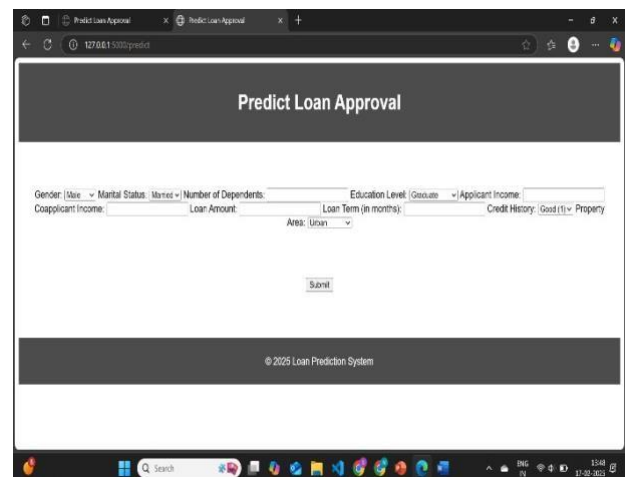 Predict Loan Approval
Predict Loan Approval
127.0.0.1:5000/predict
Predict Loan Approval
Gender: Male Marital Status: Married Number of Dependents: Education Level: Graduate Applicant Income:
Coapplicant Income: Loan Amount: Loan Term (in months): Credit History: Good (1) Property
Area: Urban
Submit
© 2025 Loan Prediction System
Search
ENG
IN
13:48
17-02-2025